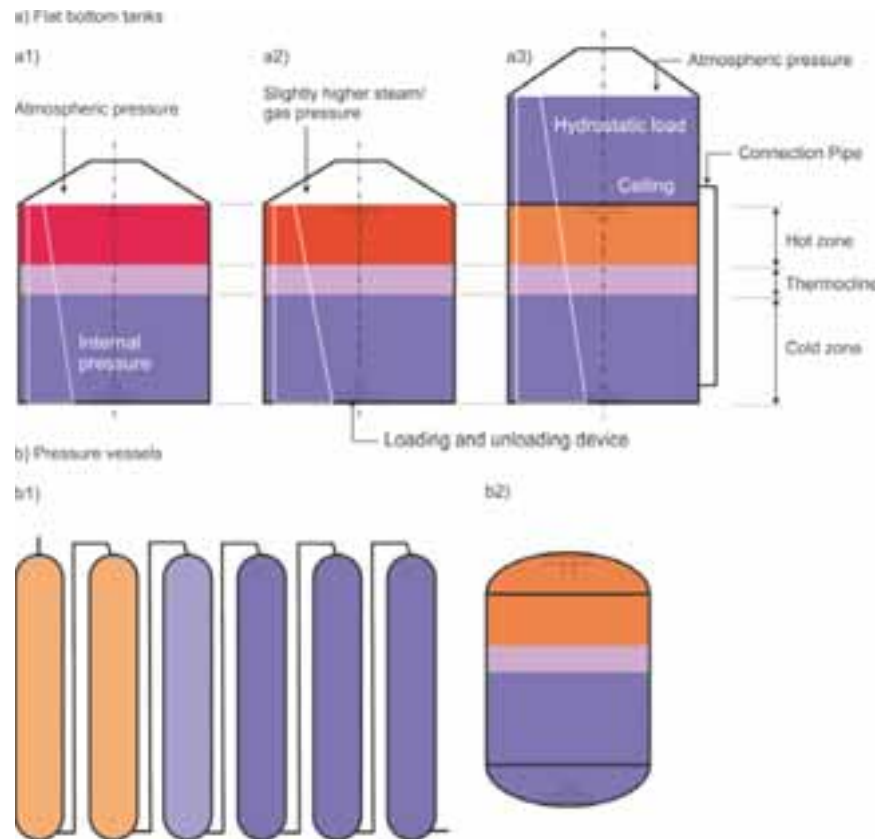 a) Flat bottom tanks
a1)
a2)
a3)
Atmospheric pressure
Slightly higher steam/
gas pressure
Atmospheric pressure
Hydrostatic load
Connection Pipe
Ceiling
Hot zone
Thermocline
Internal
pressure
Cold zone
Loading and unloading device
b) Pressure vessels
b1)
b2)